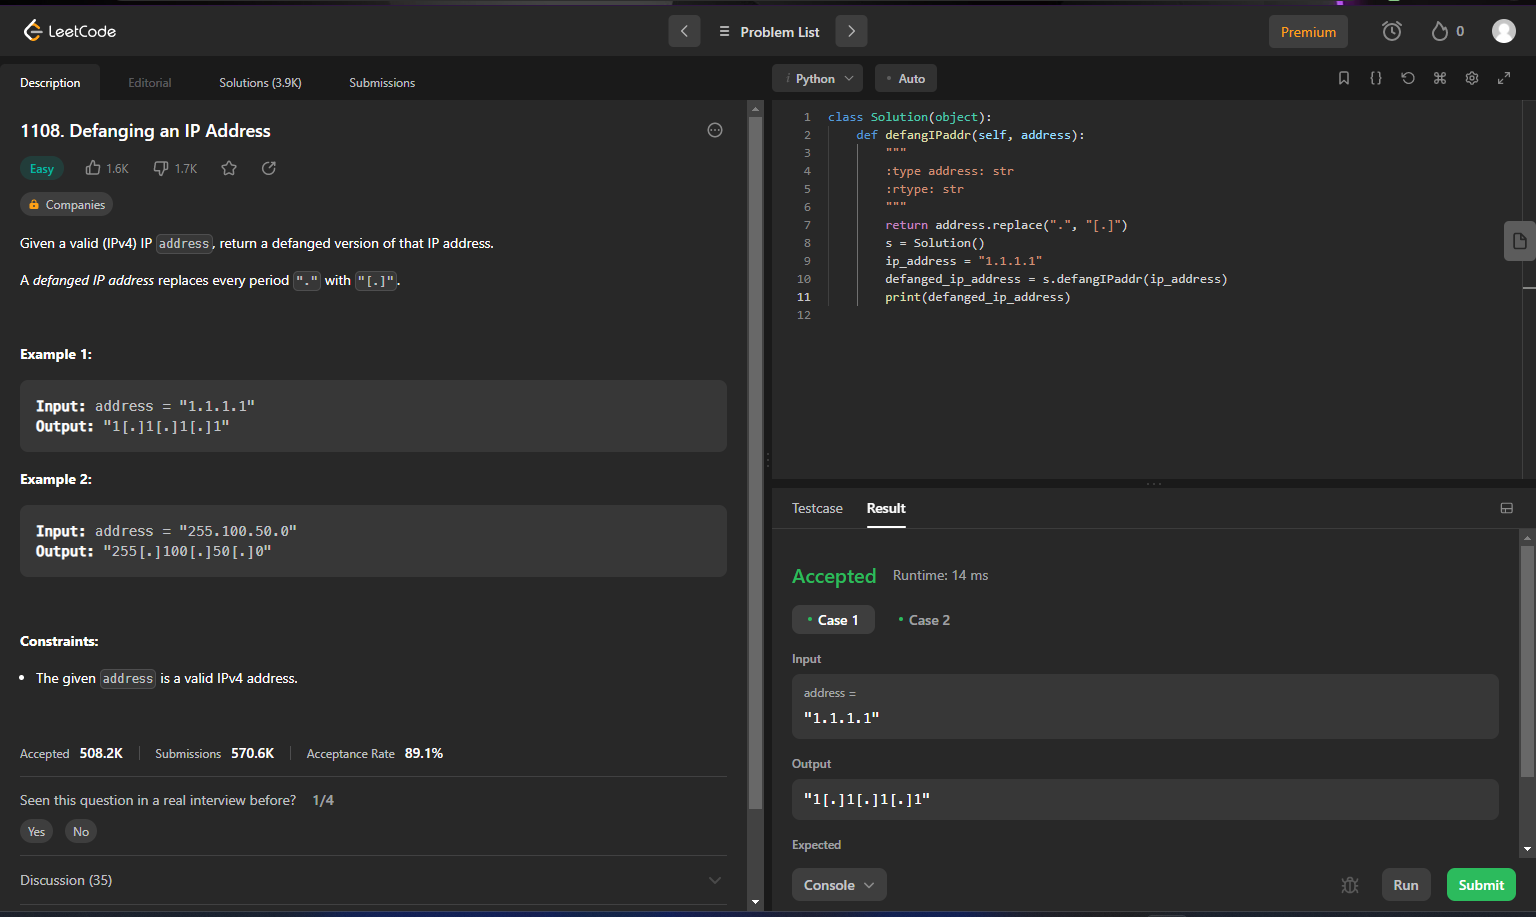 LeetCode
Problem List
Premium
0
Description
Editorial
Solutions (3.9K)
Submissions
1108. Defanging an IP Address
Easy
1.6K
1.7K
Companies
Given a valid (IPv4) IP address, return a defanged version of that IP address.
A defanged IP address replaces every period "." with "[.]".
Example 1:
Input: address = "1.1.1.1"
Output: "1[.]1[.]1[.]1"
Example 2:
Input: address = "255.100.50.0"
Output: "255[.]100[.]50[.]0"
Constraints:
• The given address is a valid IPv4 address.
Accepted 508.2K
Submissions 570.6K
Acceptance Rate 89.1%
Seen this question in a real interview before? 1/4
Yes
No
Discussion (35)
i Python
• Auto
1 class Solution(object):
2 def defangIPaddr(self, address):
3 """
4 :type address: str
5 :rtype: str
6 """
7 return address.replace(".", "[.]")
8 s = Solution()
9 ip_address = "1.1.1.1"
10 defanged_ip_address = s.defangIPaddr(ip_address)
11 print(defanged_ip_address)
12
Testcase
Result
Accepted
Runtime: 14 ms
• Case 1
• Case 2
Input
address =
"1.1.1.1"
Output
"1[.]1[.]1[.]1"
Expected
Console
Run
Submit